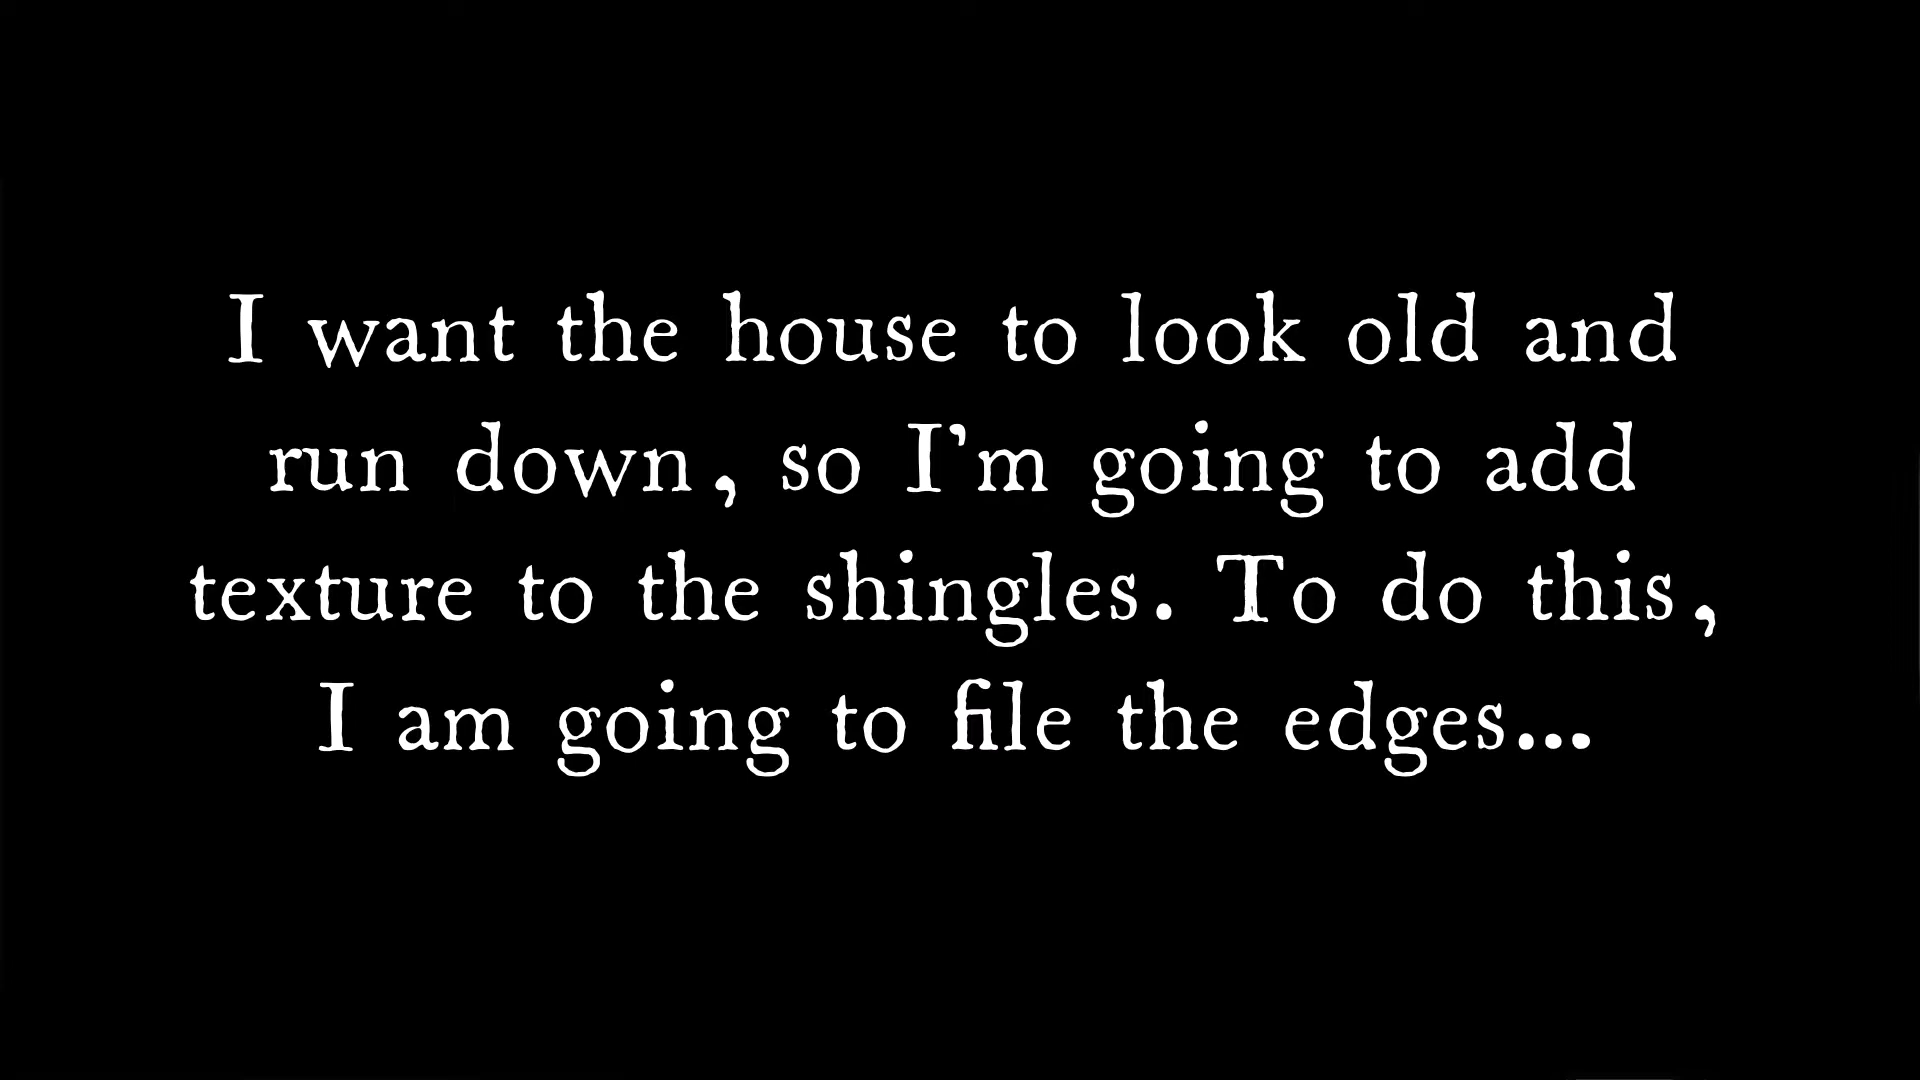 I want the house to look old and
run down, so I’m going to add
texture to the shingles. To do this,
I am going to file the edges...